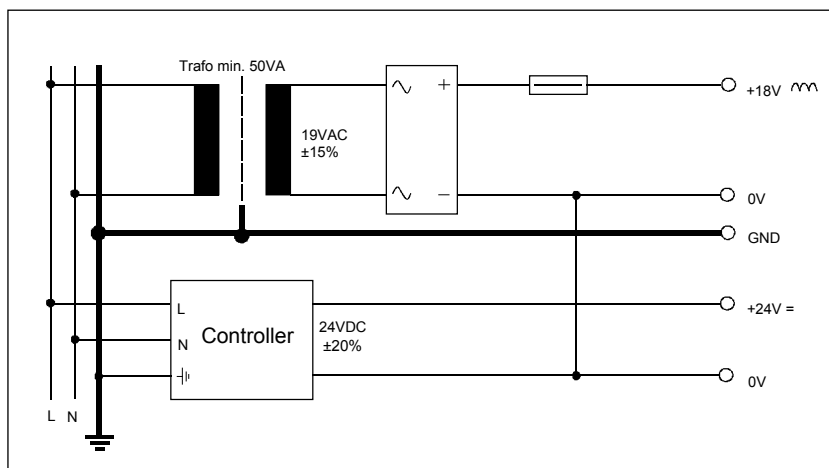 Trafo min. 50VA
19VAC
±15%
+
−
+18V
0V
GND
L
N
Controller
24VDC
±20%
+24V =
0V
L N